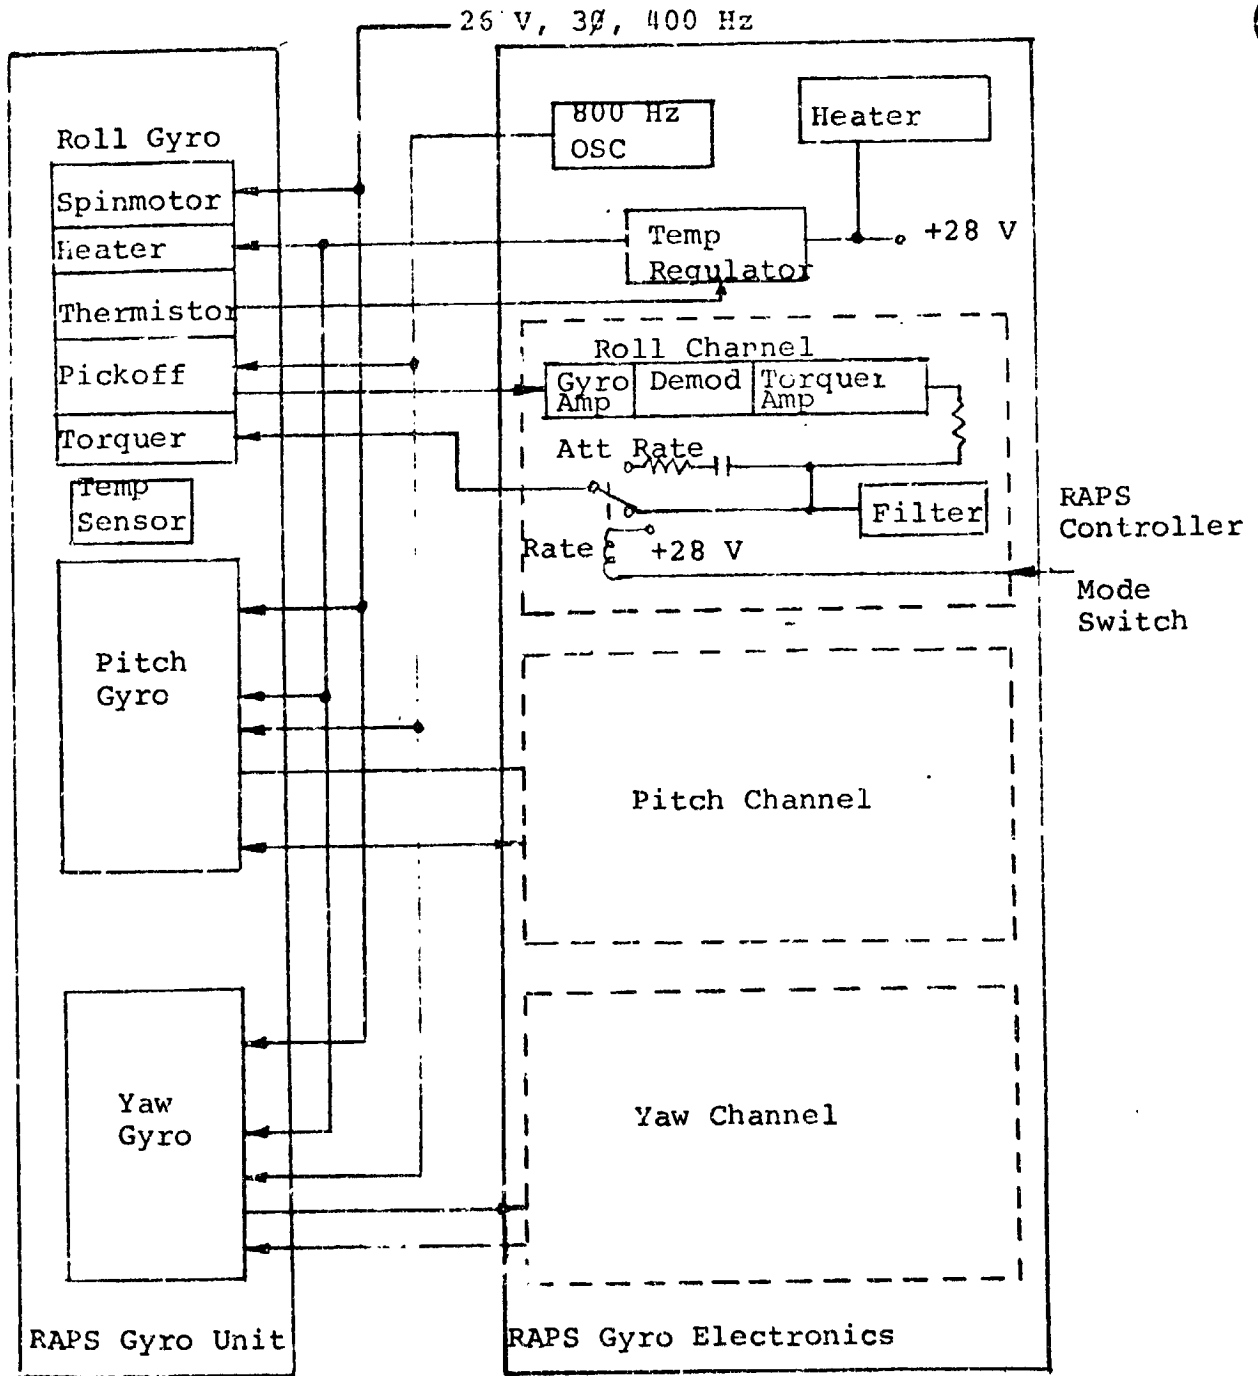 26 V, 3Ø, 400 Hz
800 Hz
OSC
Heater
Roll Gyro
Spinmotor
Heater
Thermistor
Pickoff
Torquer
Temp
Sensor
Temp
Regulator
+28 V
Roll Channel
Gyro
Amp
Demod
Torquer
Amp
Att Rate
Filter
Rate
+28 V
RAPS
Controller
Mode
Switch
Pitch
Gyro
Pitch Channel
Yaw
Gyro
Yaw Channel
RAPS Gyro Unit
RAPS Gyro Electronics